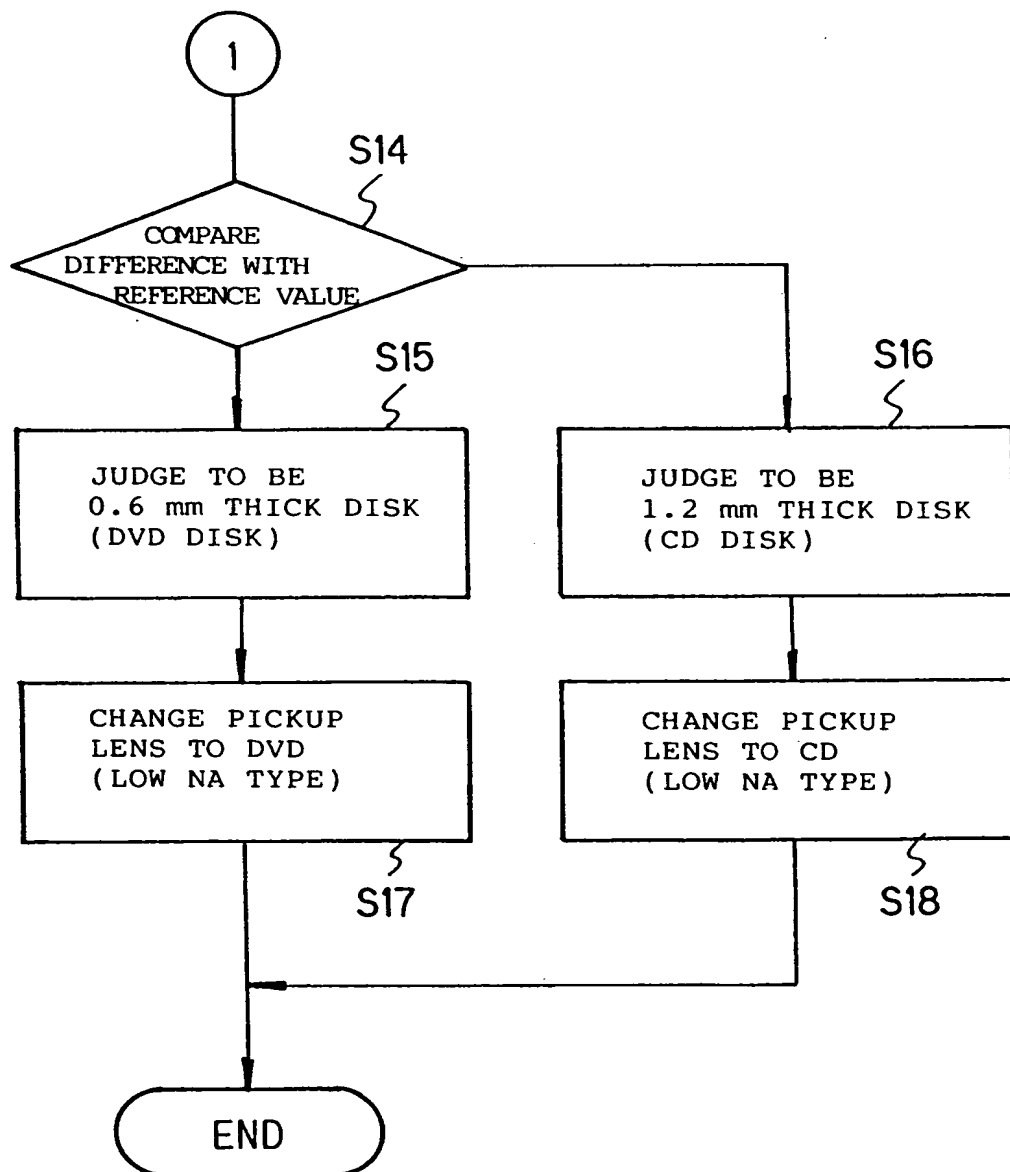 1
S14
COMPARE
DIFFERENCE WITH
REFERENCE VALUE
S15
JUDGE TO BE
0.6 mm THICK DISK
(DVD DISK)
S16
JUDGE TO BE
1.2 mm THICK DISK
(CD DISK)
CHANGE PICKUP
LENS TO DVD
(LOW NA TYPE)
S17
CHANGE PICKUP
LENS TO CD
(LOW NA TYPE)
S18
END